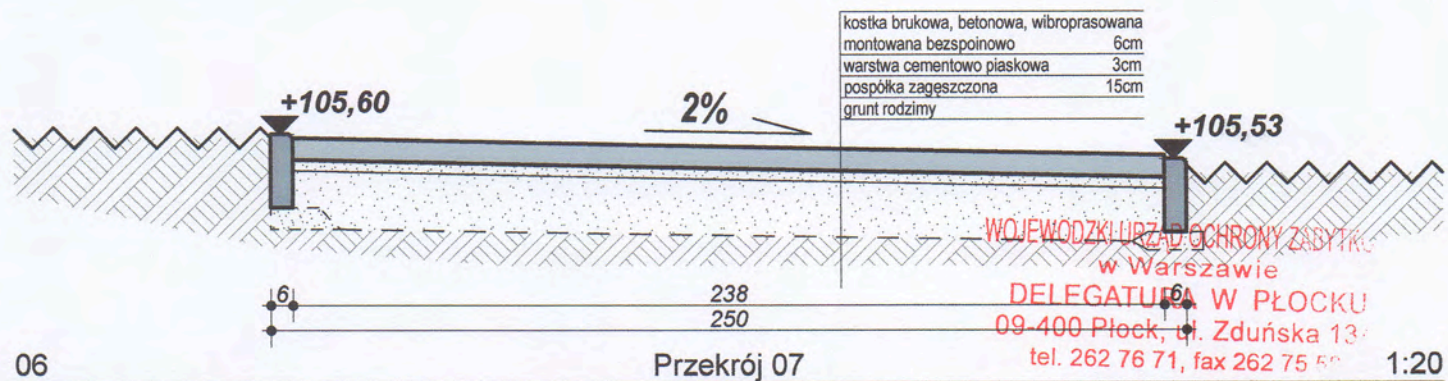 kostka brukowa, betonowa, wibroprasowana
montowana bezspoinowo 6cm
warstwa cementowo piaskowa 3cm
pospółka zagęszczona 15cm
grunt rodzimy
+105,60
2%
+105,53
WOJEWODZKI URZĄD OCHRONY
w Warszawie
DELEGATURA W PŁOCKU
09-400 Płock, ul. Zduńska
tel. 262 76 71, fax 262 75
6 238 6
250
06 Przekrój 07 1:20